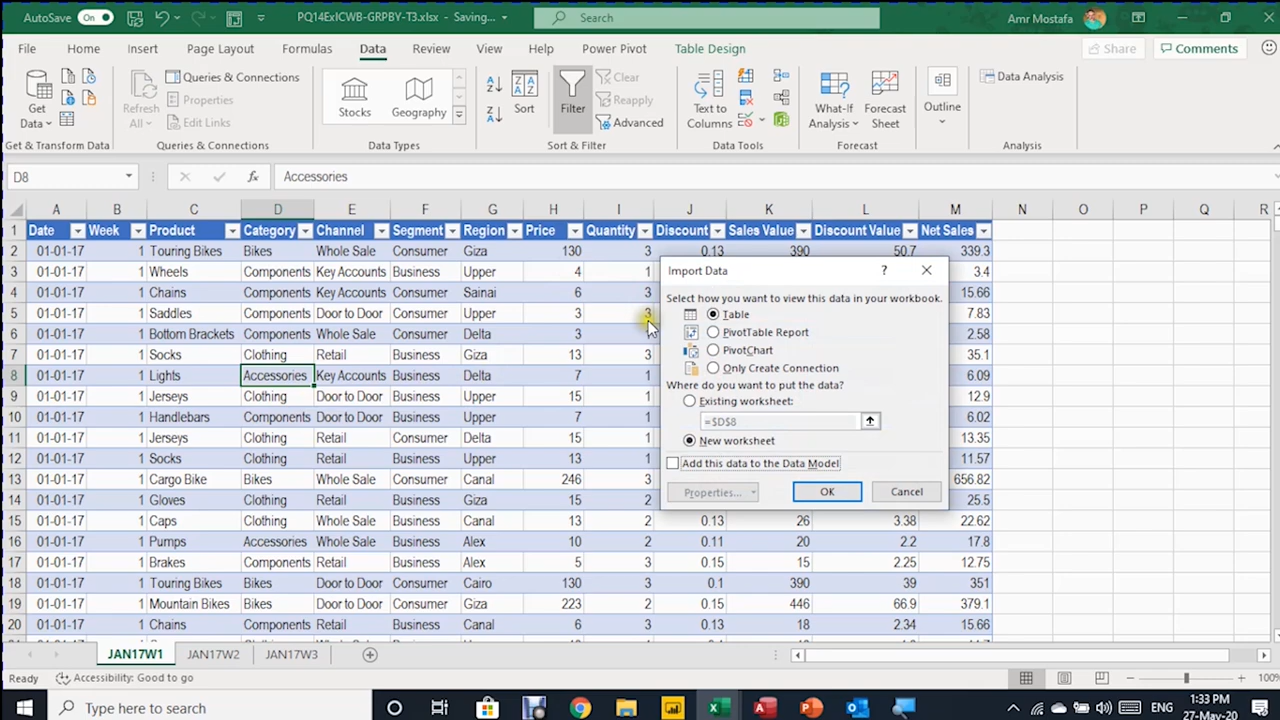 AutoSave On PQ14ExICWB-GRPBY-T3.xlsx - Saving... Search Amr Mostafa
File Home Insert Page Layout Formulas Data Review View Help Power Pivot Table Design Share Comments
Get Data
Refresh All
Queries & Connections
Properties
Edit Links
Stocks
Geography
Sort
Filter
Clear
Reapply
Advanced
Text to Columns
What-If Analysis
Forecast Sheet
Outline
Data Analysis
Get & Transform Data Queries & Connections Data Types Sort & Filter Data Tools Forecast Analysis
D8 fx Accessories
A B C D E F G H I J K L M N O P Q R
1 Date Week Product Category Channel Segment Region Price Quantity Discount Sales Value Discount Value Net Sales
2 01-01-17 1 Touring Bikes Bikes Whole Sale Consumer Giza 130 3 0.13 390 50.7 339.3
3 01-01-17 1 Wheels Components Key Accounts Business Upper 4 1 3.4
4 01-01-17 1 Chains Components Key Accounts Business Sainai 6 3 15.66
5 01-01-17 1 Saddles Components Door to Door Consumer Upper 3 3 7.83
6 01-01-17 1 Bottom Brackets Components Whole Sale Business Delta 3 2.58
7 01-01-17 1 Socks Clothing Retail Business Giza 13 3 35.1
8 01-01-17 1 Lights Accessories Key Accounts Business Delta 7 1 6.09
9 01-01-17 1 Jerseys Clothing Door to Door Consumer Upper 15 1 12.9
10 01-01-17 1 Handlebars Components Door to Door Business Upper 7 1 6.02
11 01-01-17 1 Jerseys Clothing Retail Consumer Delta 15 1 13.35
12 01-01-17 1 Socks Clothing Retail Business Upper 13 1 11.57
13 01-01-17 1 Cargo Bike Bikes Retail Consumer Canal 246 3 656.82
14 01-01-17 1 Gloves Clothing Retail Business Giza 15 2 25.5
15 01-01-17 1 Caps Clothing Whole Sale Business Canal 13 2 0.13 26 3.38 22.62
16 01-01-17 1 Pumps Accessories Whole Sale Business Alex 10 2 0.11 20 2.2 17.8
17 01-01-17 1 Brakes Components Retail Business Alex 5 3 0.15 15 2.25 12.75
18 01-01-17 1 Touring Bikes Bikes Door to Door Consumer Cairo 130 3 0.1 390 39 351
19 01-01-17 1 Mountain Bikes Bikes Door to Door Consumer Giza 223 2 0.15 446 66.9 379.1
20 01-01-17 1 Chains Components Retail Business Canal 6 3 0.13 18 2.34 15.66
Import Data ?
Select how you want to view this data in your workbook.
Table
PivotTable Report
PivotChart
Only Create Connection
Where do you want to put the data?
Existing worksheet:
=$D$8
New worksheet
Add this data to the Data Model
Properties... OK Cancel
JAN17W1 JAN17W2 JAN17W3
Ready Accessibility: Good to go 100%
Type here to search ENG 1:33 PM
27-May-20